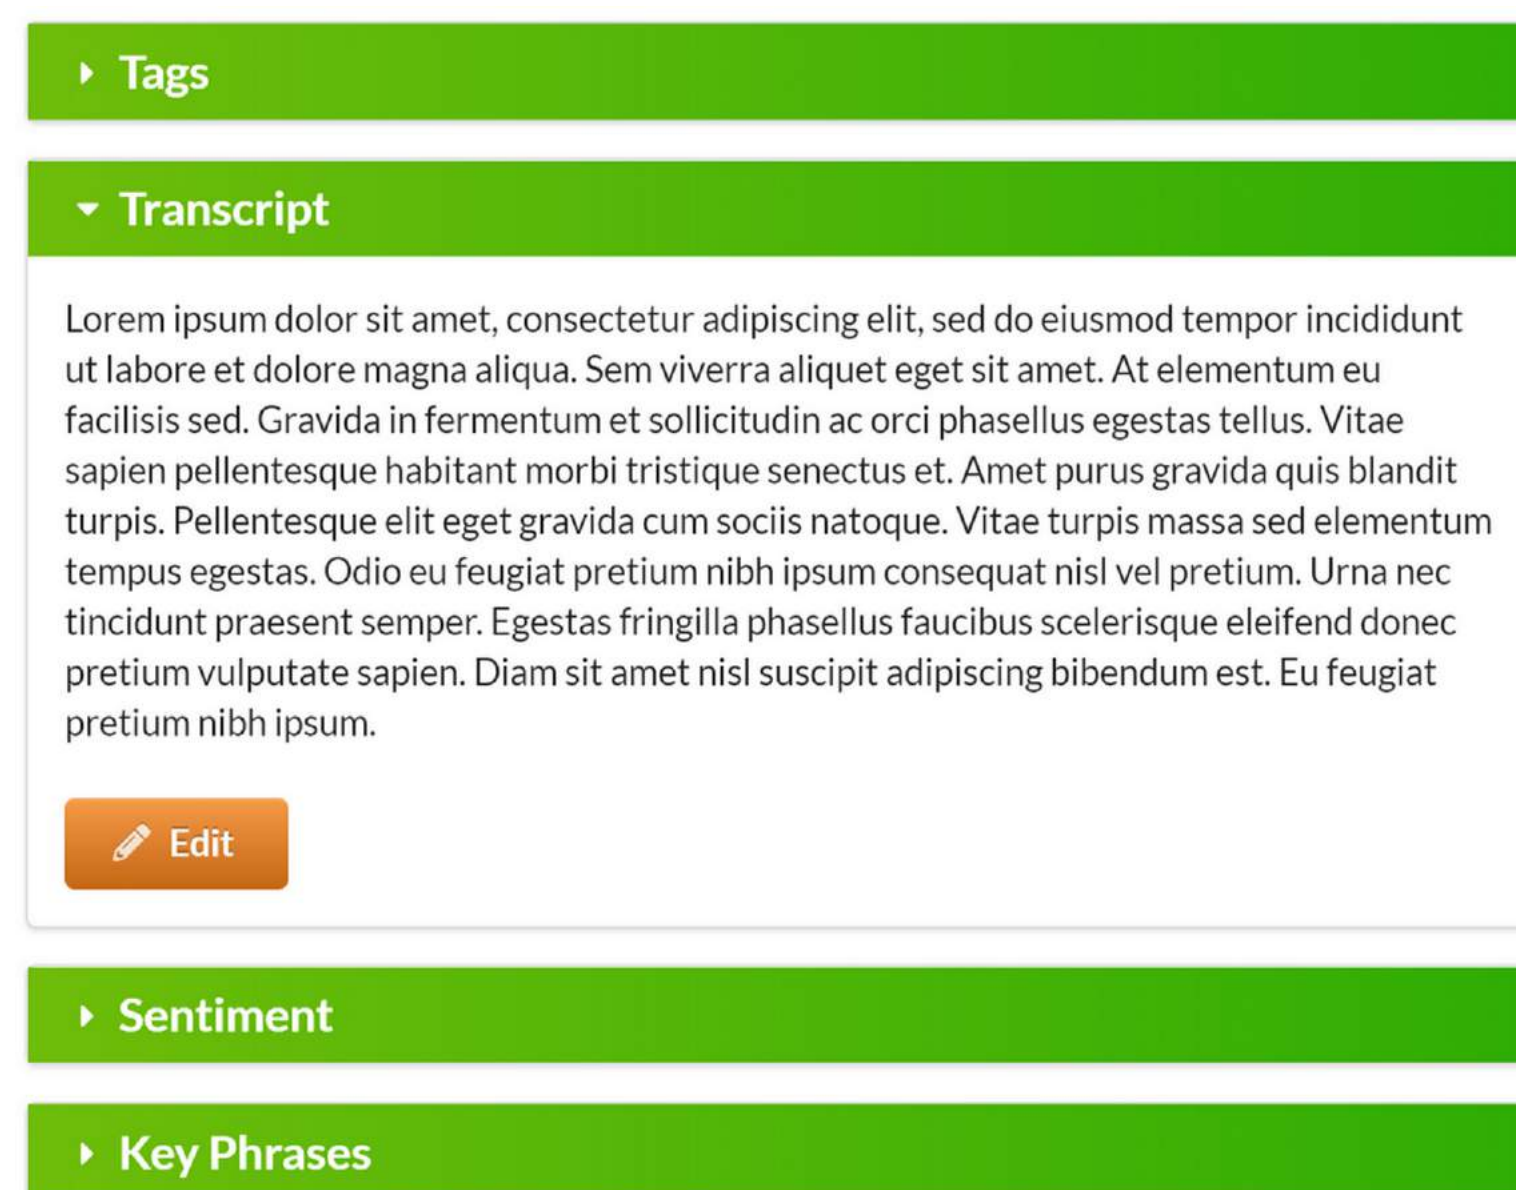 Tags
Transcript
Lorem ipsum dolor sit amet, consectetur adipiscing elit, sed do eiusmod tempor incididunt
ut labore et dolore magna aliqua. Sem viverra aliquet eget sit amet. At elementum eu
facilisis sed. Gravida in fermentum et sollicitudin ac orci phasellus egestas tellus. Vitae
sapien pellentesque habitant morbi tristique senectus et. Amet purus gravida quis blandit
turpis. Pellentesque elit eget gravida cum sociis natoque. Vitae turpis massa sed elementum
tempus egestas. Odio eu feugiat pretium nibh ipsum consequat nisl vel pretium. Urna nec
tincidunt praesent semper. Egestas fringilla phasellus faucibus scelerisque eleifend donec
pretium vulputate sapien. Diam sit amet nisl suscipit adipiscing bibendum est. Eu feugiat
pretium nibh ipsum.
Edit
Sentiment
Key Phrases